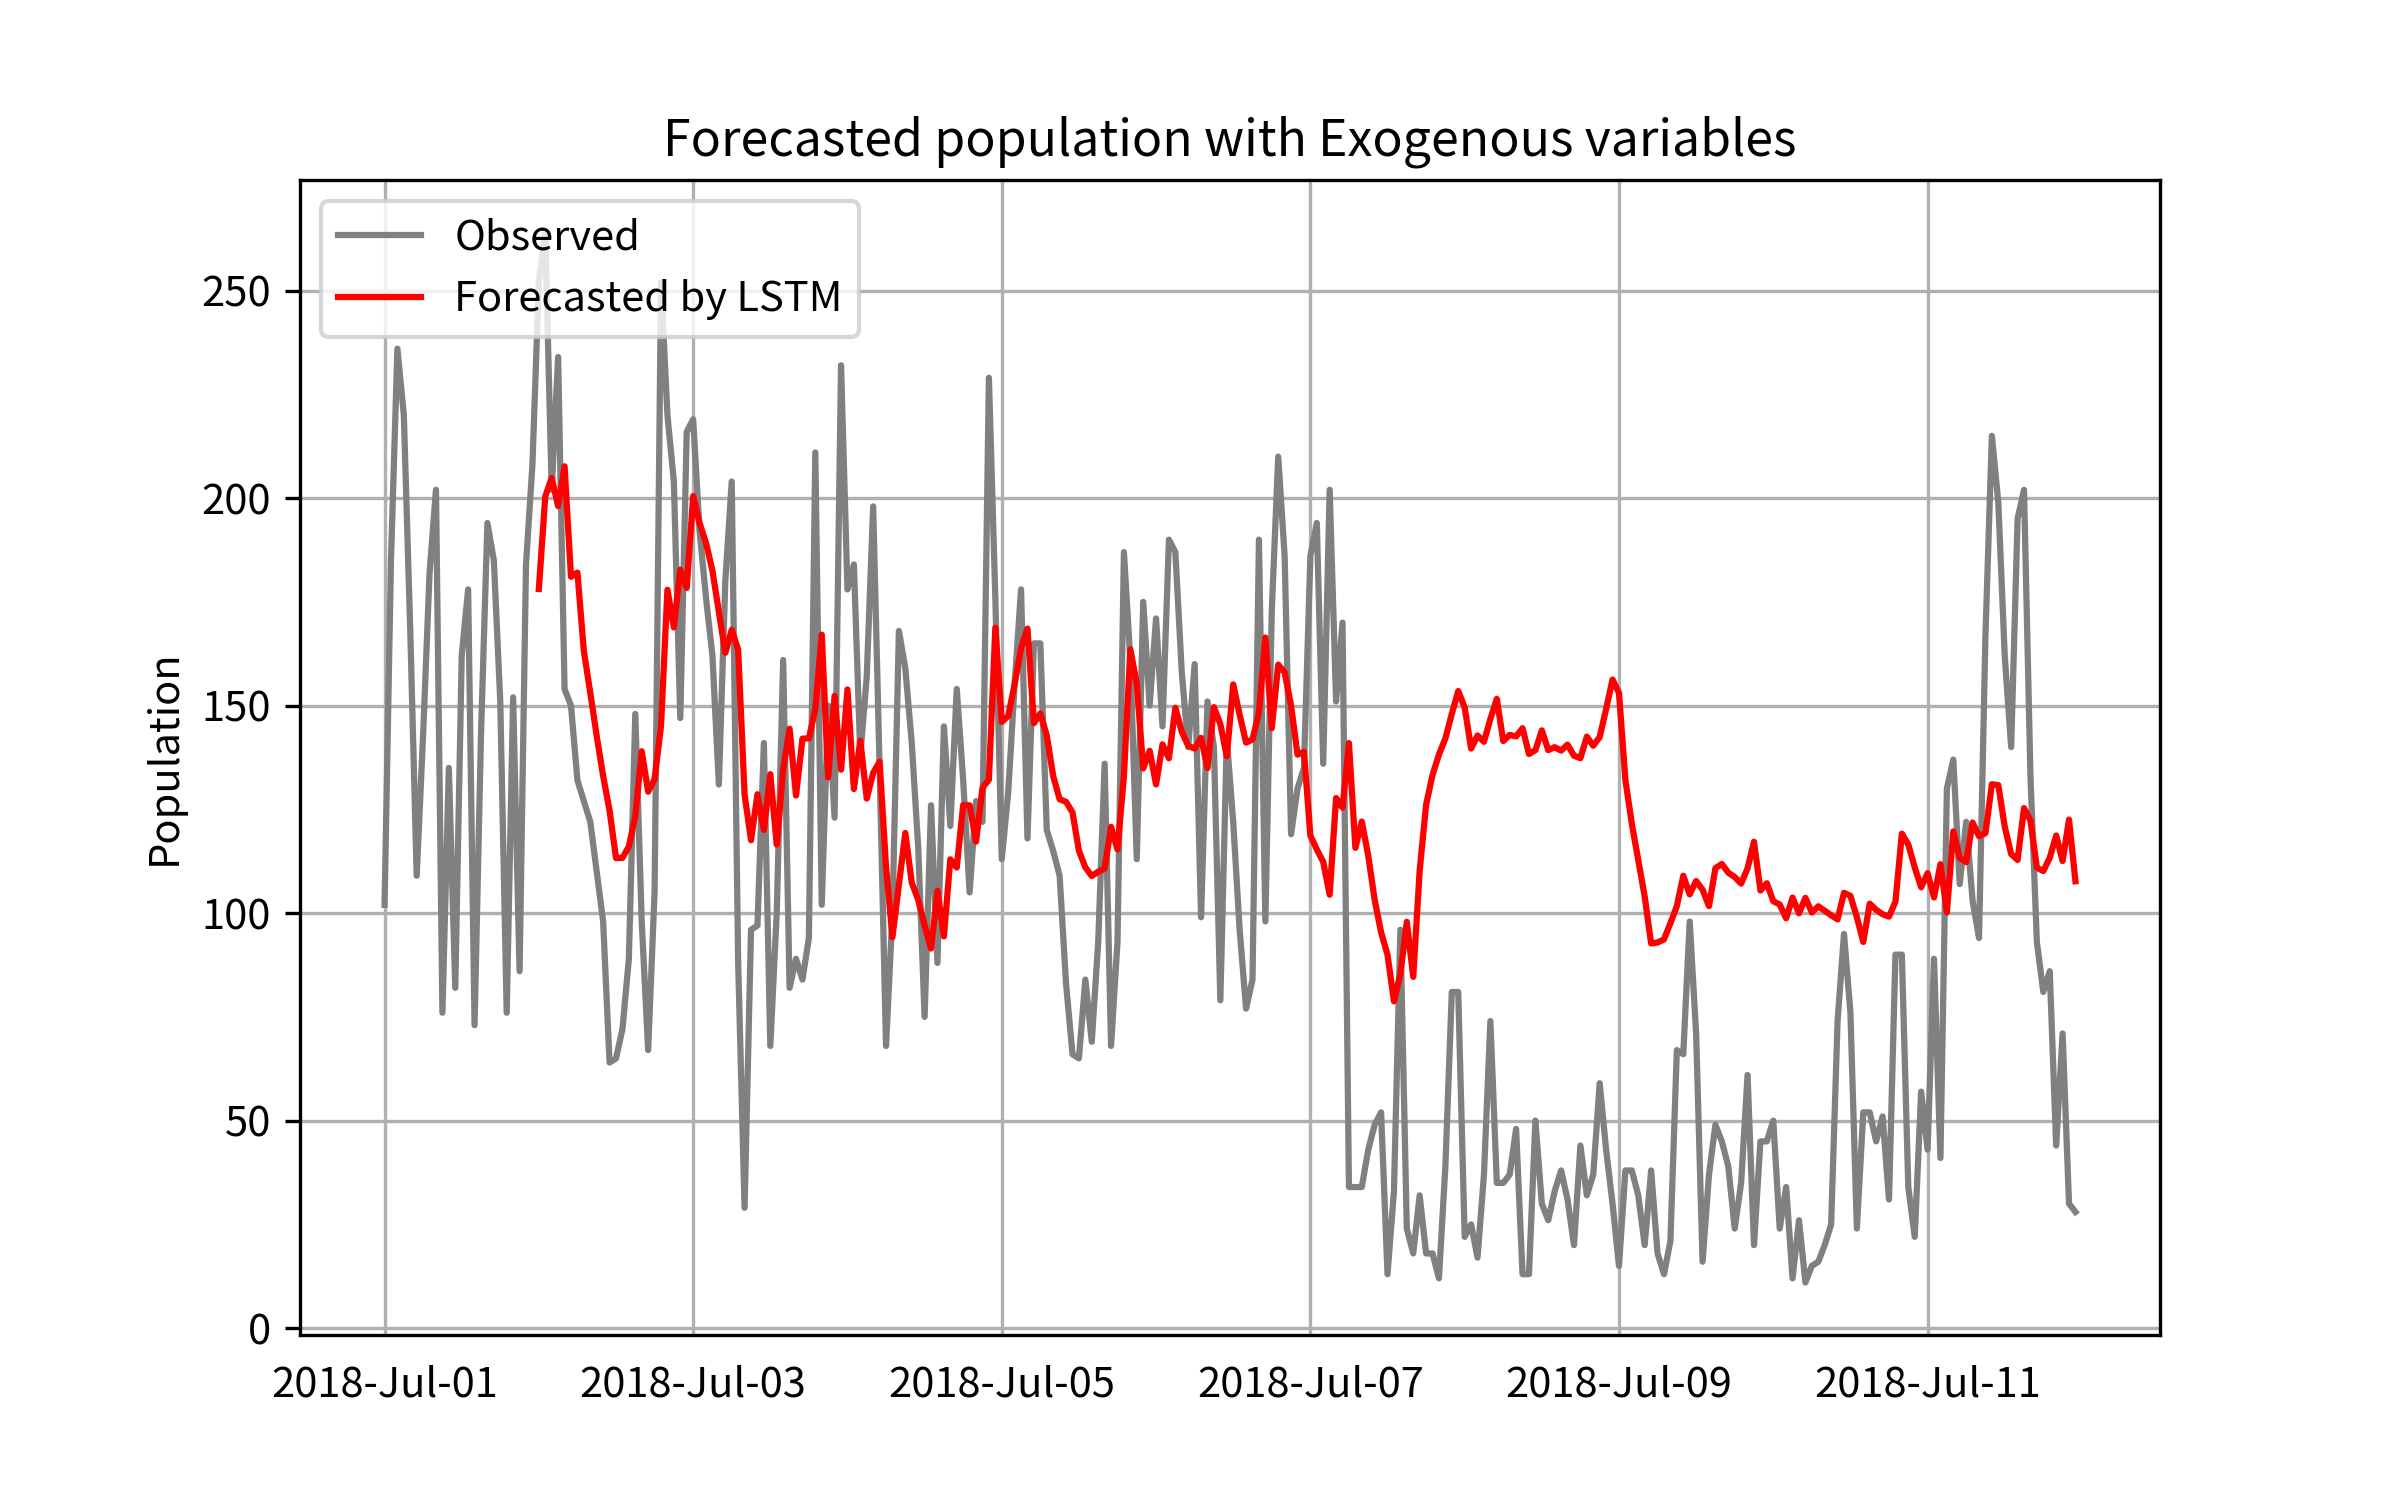 Forecasted population with Exogenous variables
Observed
Forecasted by LSTM
Population
250
200
150
100
50
0
2018-Jul-01
2018-Jul-03
2018-Jul-05
2018-Jul-07
2018-Jul-09
2018-Jul-11